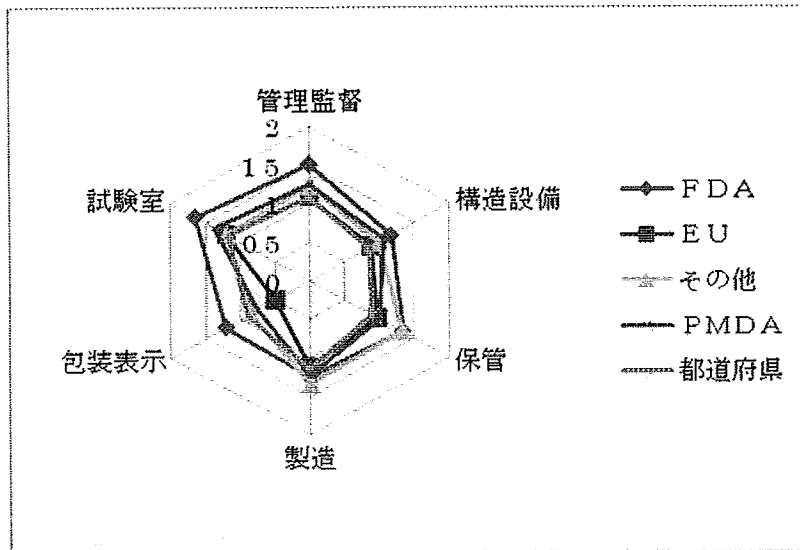 管理監督
2
1 5
試験室
1
構造設備
0 5
0
包装表示
保管
製造
FDA
EU
その他
PMDA
都道府県